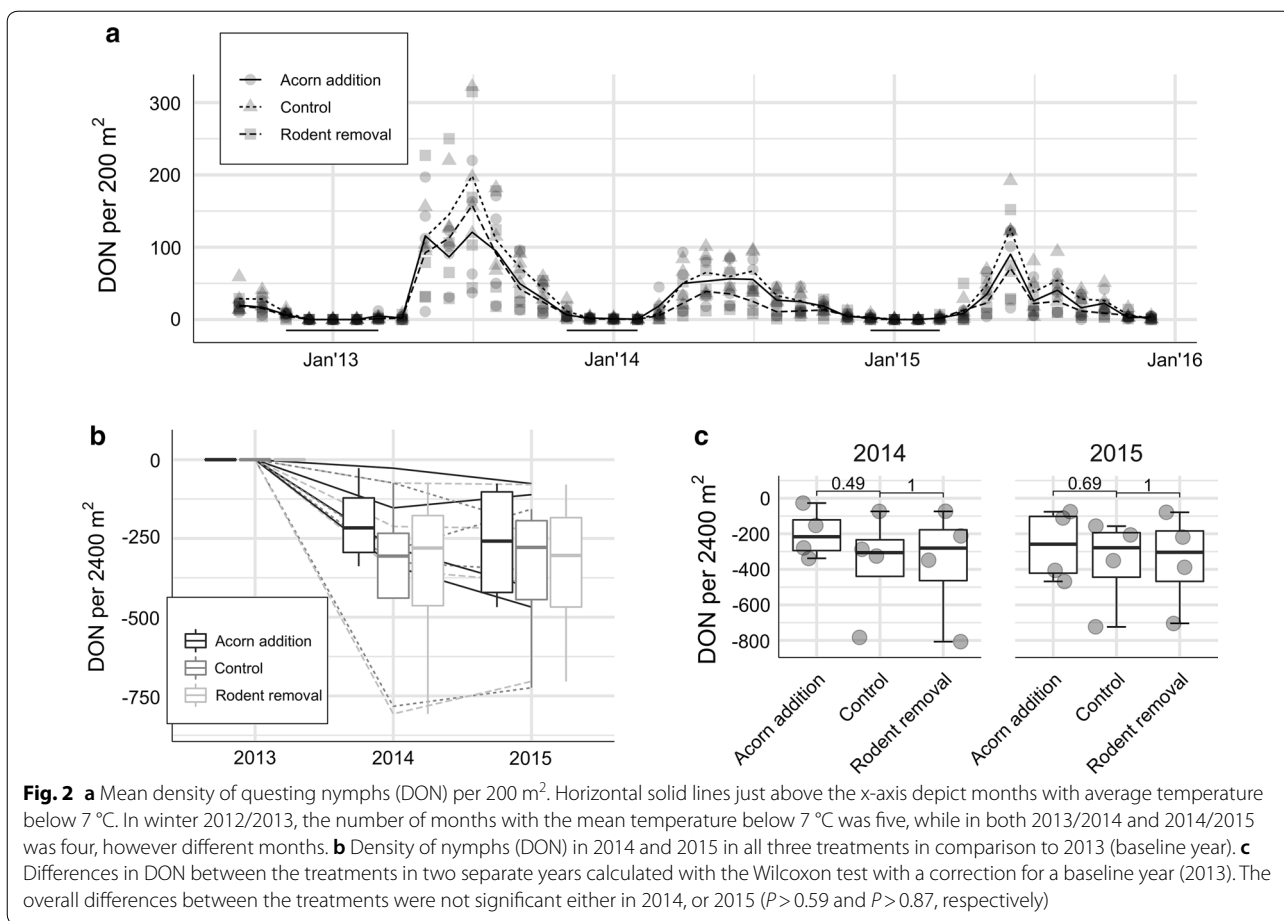 a
Acorn addition
Control
Rodent removal
DON per 200 m²
300
200
100
0
Jan'13
Jan'14
Jan'15
Jan'16
b
DON per 2400 m²
0
-250
-500
-750
Acorn addition
Control
Rodent removal
2013
2014
2015
c
2014
2015
DON per 2400 m²
0
-200
-400
-600
-800
0.49
1
0.69
1
Acorn addition
Control
Rodent removal
Acorn addition
Control
Rodent removal
Fig. 2 a Mean density of questing nymphs (DON) per 200 m². Horizontal solid lines just above the x-axis depict months with average temperature
below 7 °C. In winter 2012/2013, the number of months with the mean temperature below 7 °C was five, while in both 2013/2014 and 2014/2015
was four, however different months. b Density of nymphs (DON) in 2014 and 2015 in all three treatments in comparison to 2013 (baseline year). c
Differences in DON between the treatments in two separate years calculated with the Wilcoxon test with a correction for a baseline year (2013). The
overall differences between the treatments were not significant either in 2014, or 2015 (P > 0.59 and P > 0.87, respectively)